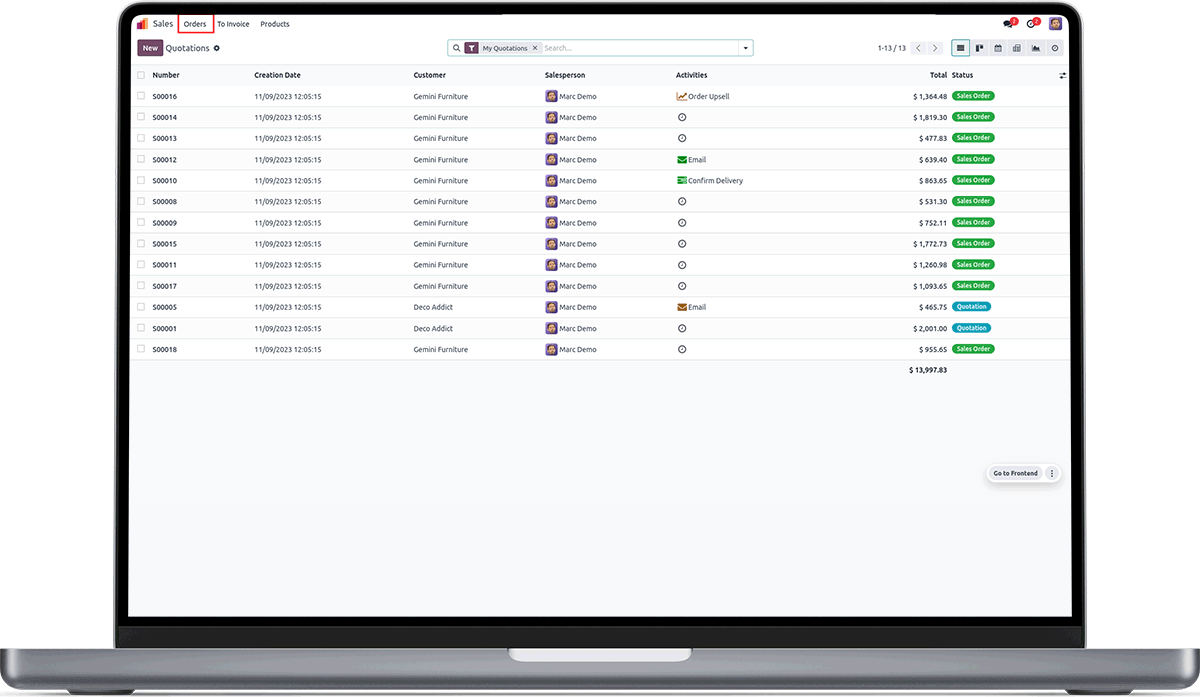 Sales Orders To Invoice Products 2 2
New Quotations My Quotations × Search... 1-13 / 13
Number Creation Date Customer Salesperson Activities Total Status
S00016 11/09/2023 12:05:15 Gemini Furniture Marc Demo Order Upsell $ 1,364.48 Sales Order
S00014 11/09/2023 12:05:15 Gemini Furniture Marc Demo $ 1,819.30 Sales Order
S00013 11/09/2023 12:05:15 Gemini Furniture Marc Demo $ 477.83 Sales Order
S00012 11/09/2023 12:05:15 Gemini Furniture Marc Demo Email $ 639.40 Sales Order
S00010 11/09/2023 12:05:15 Gemini Furniture Marc Demo Confirm Delivery $ 863.65 Sales Order
S00008 11/09/2023 12:05:15 Gemini Furniture Marc Demo $ 531.30 Sales Order
S00009 11/09/2023 12:05:15 Gemini Furniture Marc Demo $ 752.11 Sales Order
S00015 11/09/2023 12:05:15 Gemini Furniture Marc Demo $ 1,772.73 Sales Order
S00011 11/09/2023 12:05:15 Gemini Furniture Marc Demo $ 1,260.98 Sales Order
S00017 11/09/2023 12:05:15 Gemini Furniture Marc Demo $ 1,093.65 Sales Order
S00005 11/09/2023 12:05:15 Deco Addict Marc Demo Email $ 465.75 Quotation
S00001 11/09/2023 12:05:15 Deco Addict Marc Demo $ 2,001.00 Quotation
S00018 11/09/2023 12:05:15 Gemini Furniture Marc Demo $ 955.65 Sales Order
$ 13,997.83
Go to Frontend